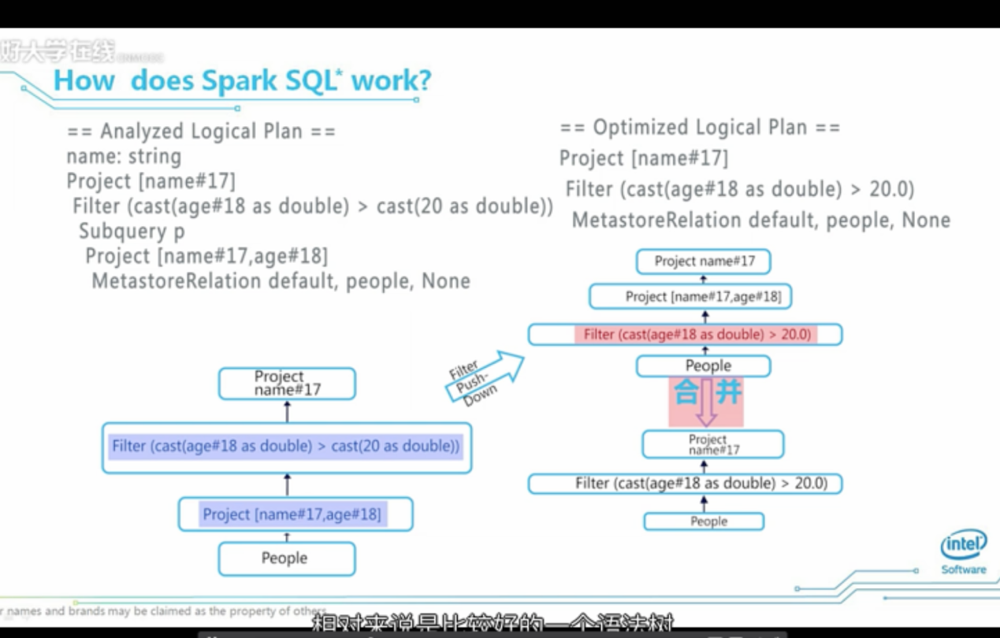 好大学在线
CNMOOC
How does Spark SQL* work?
== Analyzed Logical Plan ==
name: string
Project [name#17]
Filter (cast(age#18 as double) > cast(20 as double))
Subquery p
Project [name#17,age#18]
MetastoreRelation default, people, None
== Optimized Logical Plan ==
Project [name#17]
Filter (cast(age#18 as double) > 20.0)
MetastoreRelation default, people, None
Project
name#17
Filter (cast(age#18 as double) > cast(20 as double))
Project [name#17,age#18]
People
Filter
Push-
Down
Project name#17
Project [name#17,age#18]
Filter (cast(age#18 as double) > 20.0)
People
合并
Project
name#17
Filter (cast(age#18 as double) > 20.0)
People
intel
Software
r names and brands may be claimed as the property of others
相对来说是比较好的一个语法树